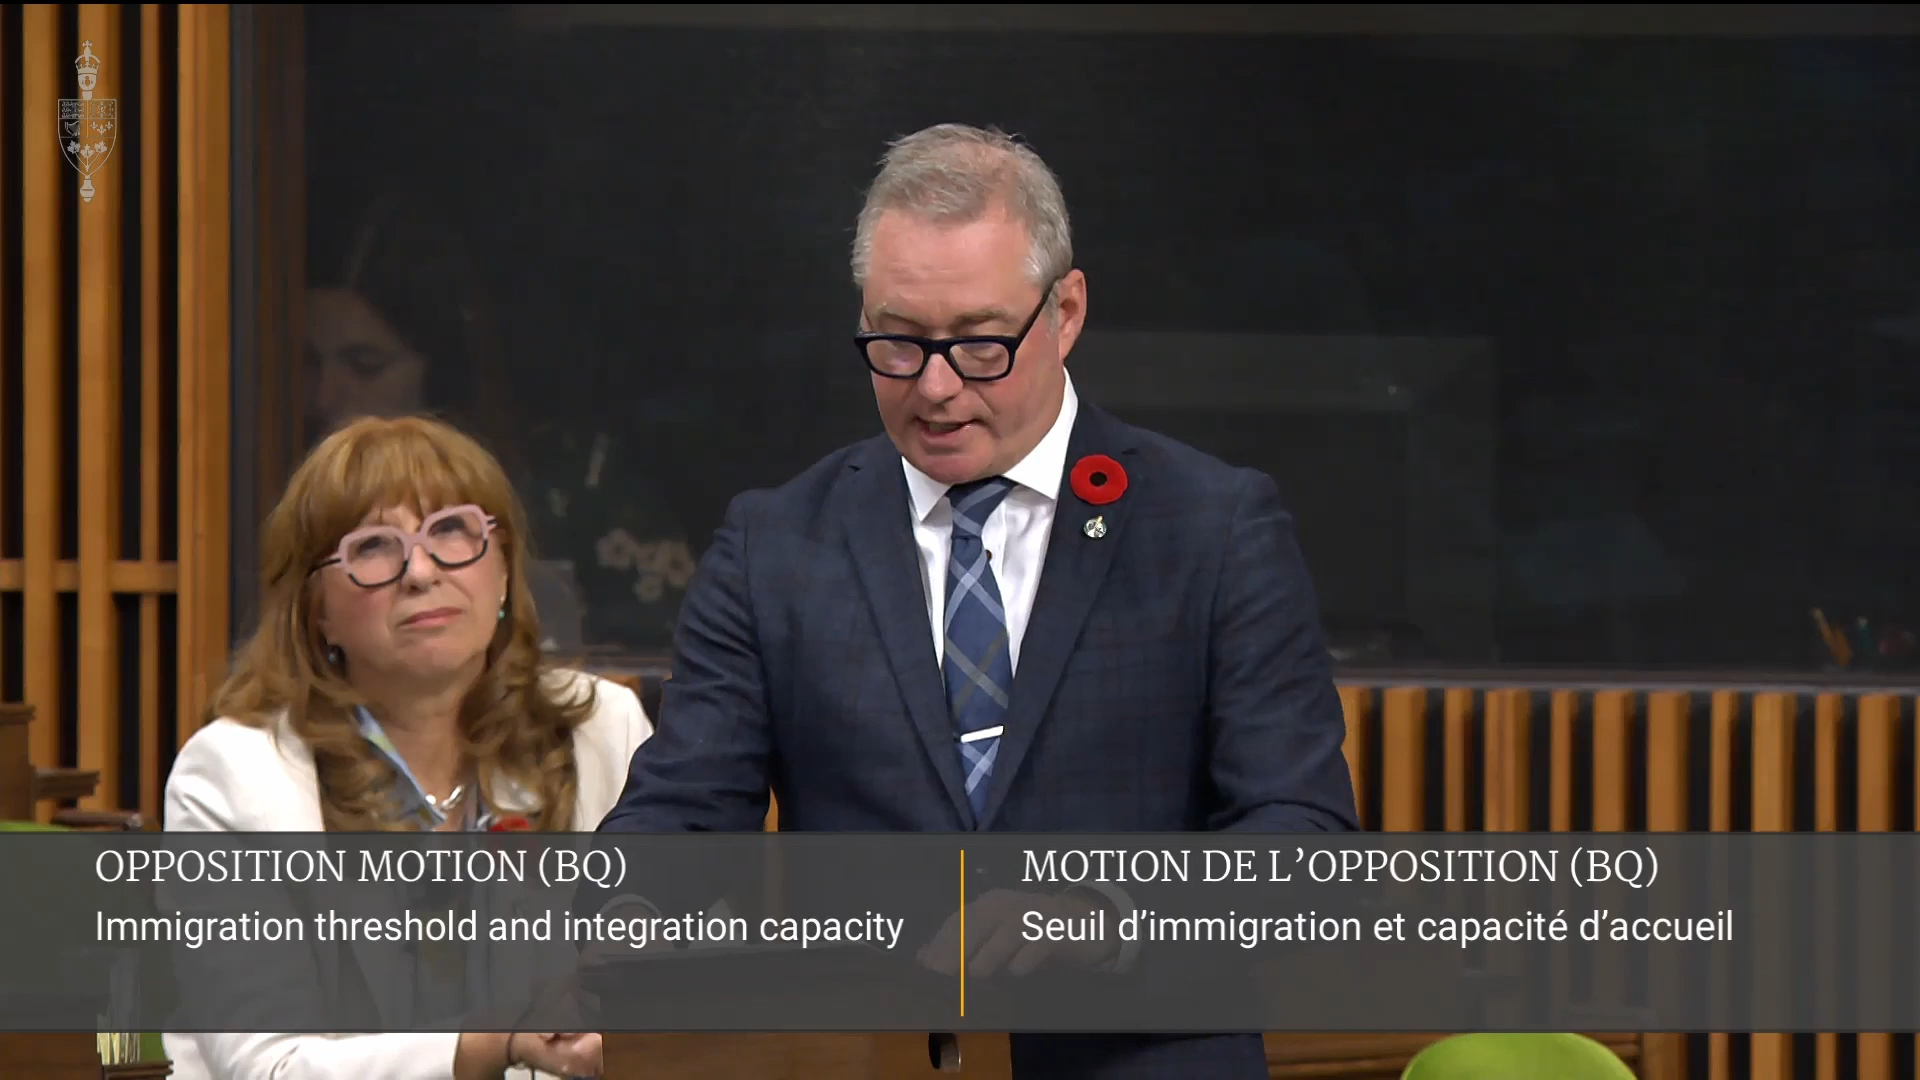 OPPOSITION MOTION (BQ)
Immigration threshold and integration capacity
MOTION DE L’OPPOSITION (BQ)
Seuil d’immigration et capacité d’accueil